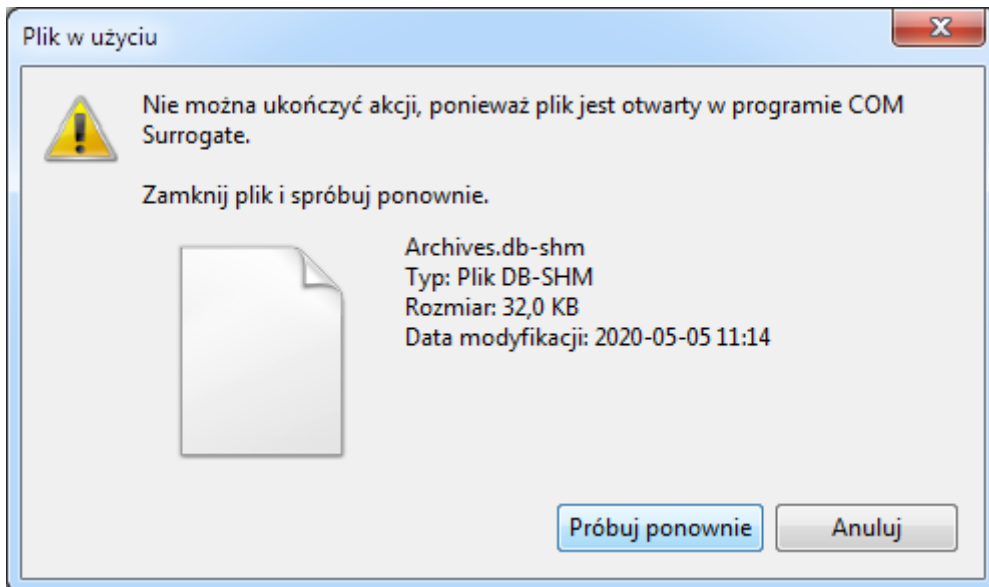 Plik w użyciu
Nie można ukończyć akcji, ponieważ plik jest otwarty w programie COM
Surrogate.
Zamknij plik i spróbuj ponownie.
Archives.db-shm
Typ: Plik DB-SHM
Rozmiar: 32,0 KB
Data modyfikacji: 2020-05-05 11:14
Próbuj ponownie
Anuluj